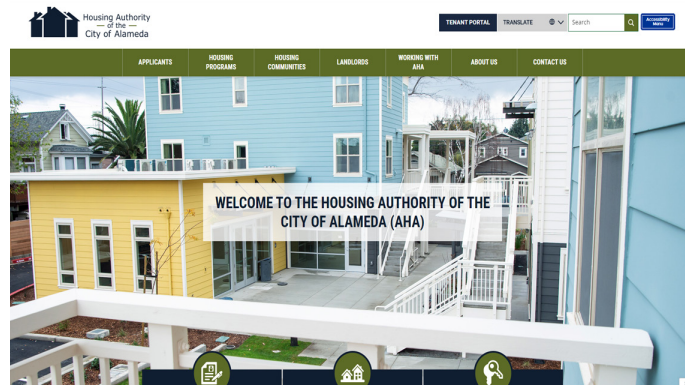 Housing Authority
of the
City of Alameda
TENANT PORTAL
TRANSLATE
Search
Accessibility
Menu
APPLICANTS
HOUSING
PROGRAMS
HOUSING
COMMUNITIES
LANDLORDS
WORKING WITH
AHA
ABOUT US
CONTACT US
WELCOME TO THE HOUSING AUTHORITY OF THE
CITY OF ALAMEDA (AHA)